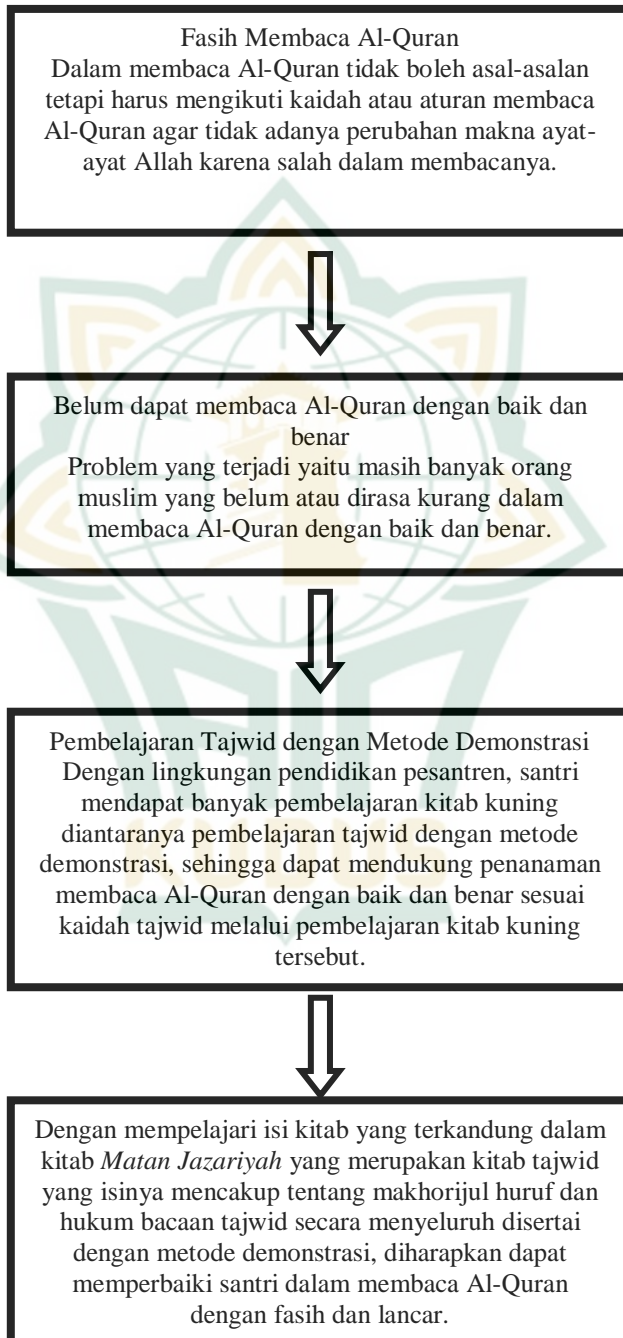 Fasih Membaca Al-Quran
Dalam membaca Al-Quran tidak boleh asal-asalan
tetapi harus mengikuti kaidah atau aturan membaca
Al-Quran agar tidak adanya perubahan makna ayat-
ayat Allah karena salah dalam membacanya.
Belum dapat membaca Al-Quran dengan baik dan
benar
Problem yang terjadi yaitu masih banyak orang
muslim yang belum atau dirasa kurang dalam
membaca Al-Quran dengan baik dan benar.
Pembelajaran Tajwid dengan Metode Demonstrasi
Dengan lingkungan pendidikan pesantren, santri
mendapat banyak pembelajaran kitab kuning
diantaranya pembelajaran tajwid dengan metode
demonstrasi, sehingga dapat mendukung penanaman
membaca Al-Quran dengan baik dan benar sesuai
kaidah tajwid melalui pembelajaran kitab kuning
tersebut.
KUDUS
Dengan mempelajari isi kitab yang terkandung dalam
kitab Matan Jazariyah yang merupakan kitab tajwid
yang isinya mencakup tentang makhorijul huruf dan
hukum bacaan tajwid secara menyeluruh disertai
dengan metode demonstrasi, diharapkan dapat
memperbaiki santri dalam membaca Al-Quran
dengan fasih dan lancar.